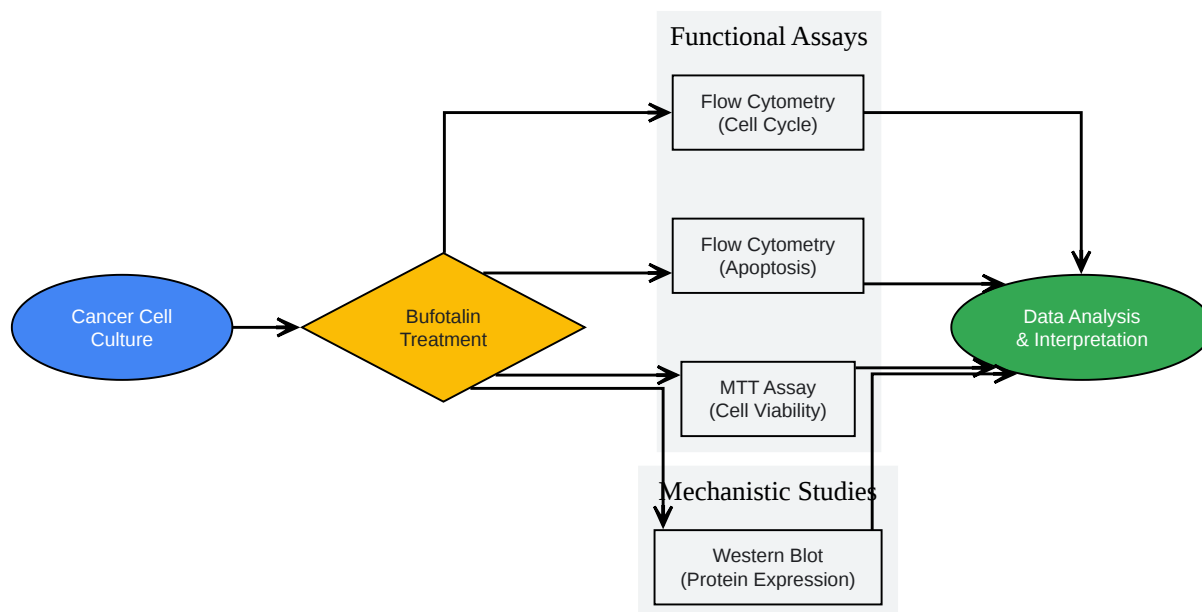 Functional Assays
Flow Cytometry
(Cell Cycle)
Flow Cytometry
(Apoptosis)
Cancer Cell
Culture
Bufotalin
Treatment
Data Analysis
& Interpretation
MTT Assay
(Cell Viability)
Mechanistic Studies
Western Blot
(Protein Expression)